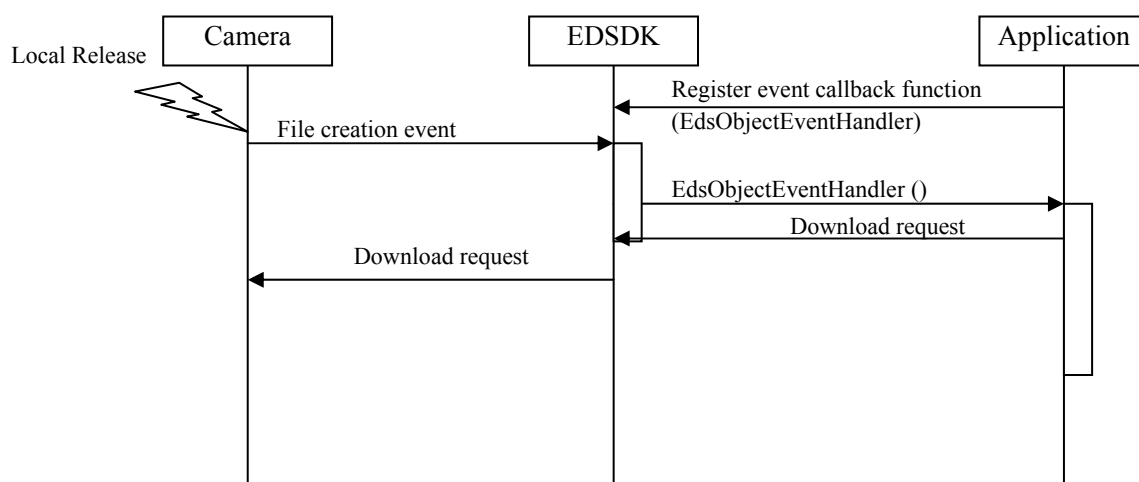 Camera
EDSDK
Application
Local Release
Register event callback function
(EdsObjectEventHandler)
File creation event
EdsObjectEventHandler ()
Download request
Download request